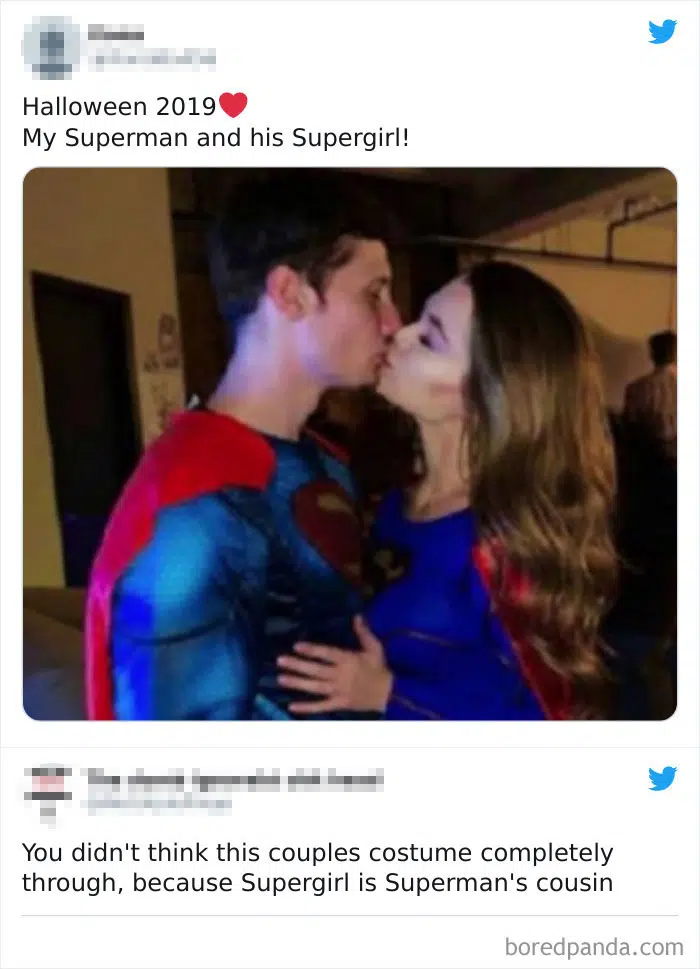 Halloween 2019❤️
My Superman and his Supergirl!
You didn't think this couples costume completely
through, because Supergirl is Superman's cousin
boredpanda.com